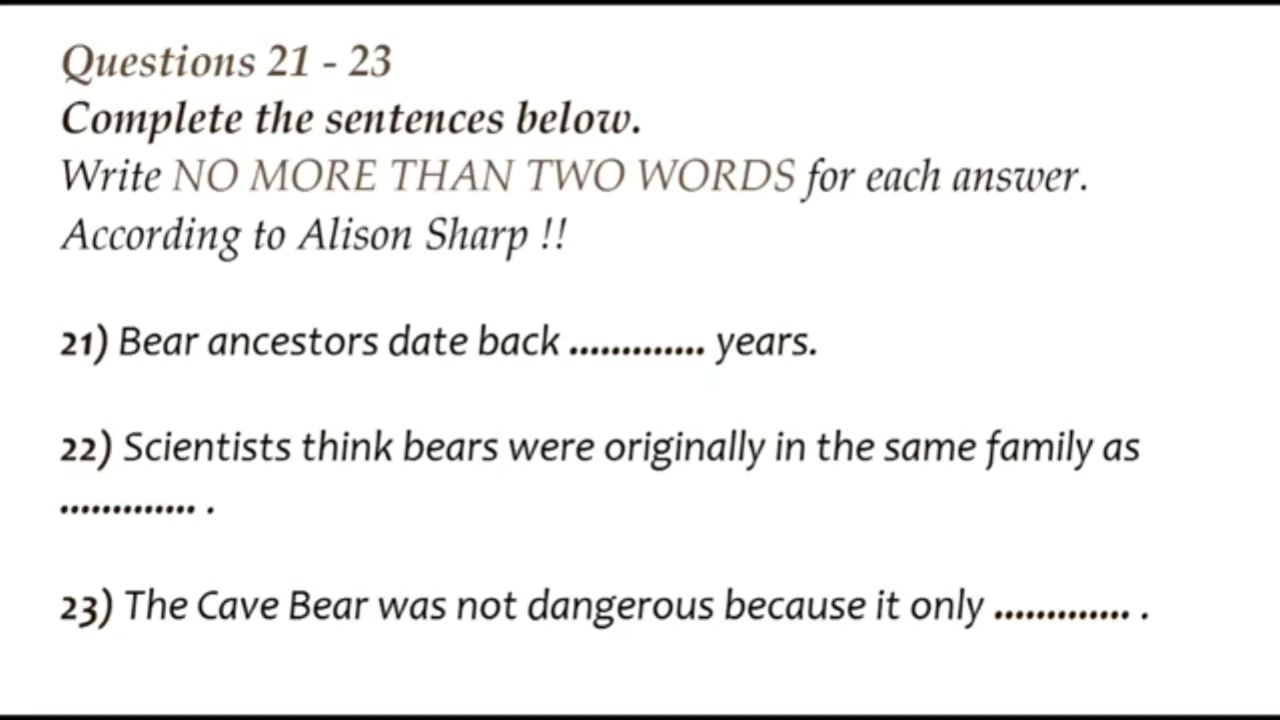 Questions 21 - 23
Complete the sentences below.
Write NO MORE THAN TWO WORDS for each answer.
According to Alison Sharp !!
21) Bear ancestors date back ............. years.
22) Scientists think bears were originally in the same family as
............. .
23) The Cave Bear was not dangerous because it only ............. .